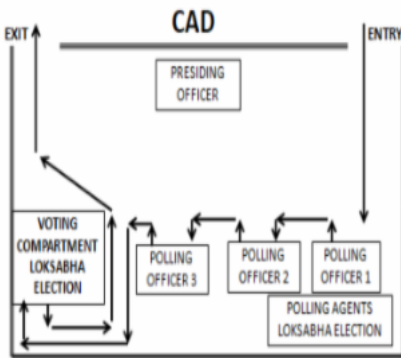 CAD
EXIT
ENTRY
PRESIDING
OFFICER
VOTING
COMPARTMENT
LOKSABHA
ELECTION
POLLING
OFFICER 3
POLLING
OFFICER 2
POLLING
OFFICER 1
POLLING AGENTS
LOKSABHA ELECTION